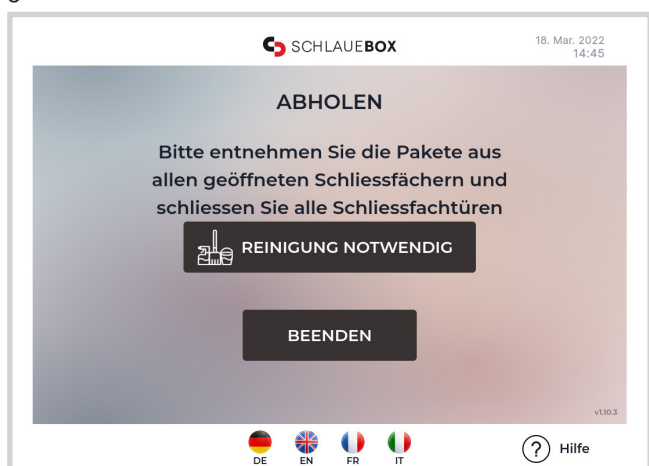 SCHLAUEBOX
18. Mar. 2022
14:45
ABHOLEN
Bitte entnehmen Sie die Pakete aus
allen geöffneten Schliessfächern und
schliessen Sie alle Schliessfachtüren
REINIGUNG NOTWENDIG
BEENDEN
v1.10.3
DE EN FR IT
? Hilfe